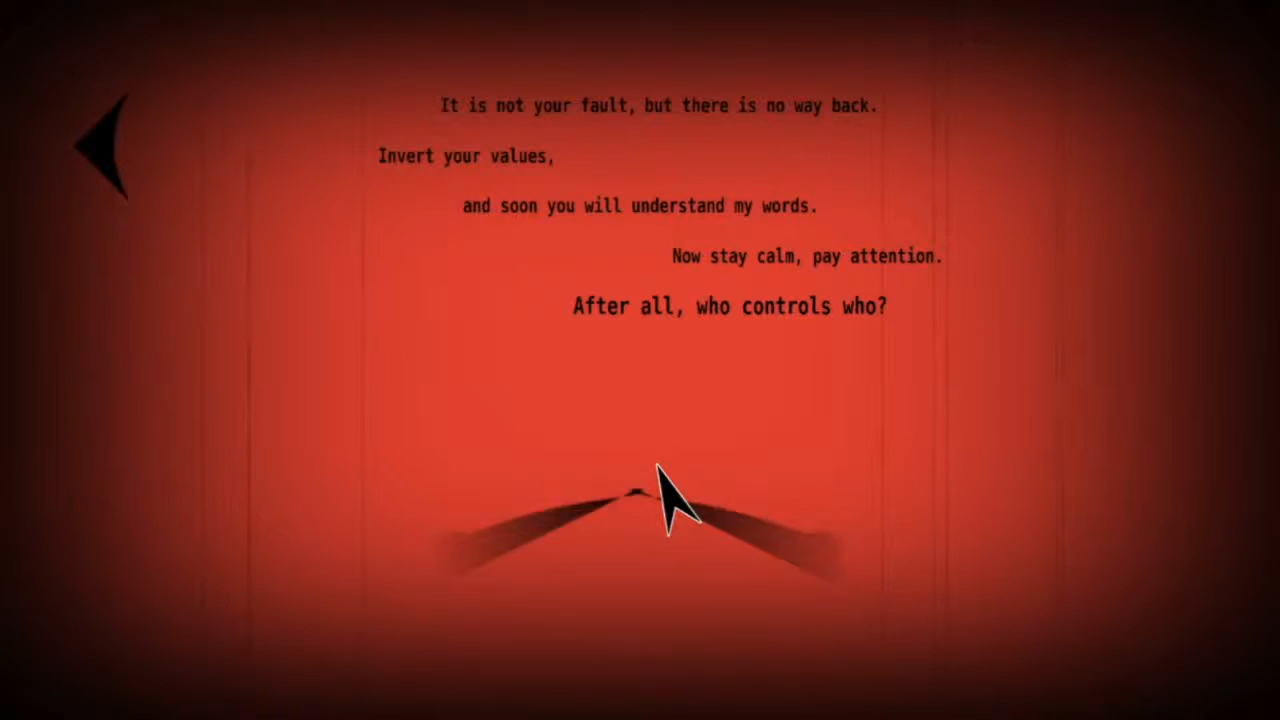 It is not your fault, but there is no way back.
Invert your values,
and soon you will understand my words.
Now stay calm, pay attention.
After all, who controls who?